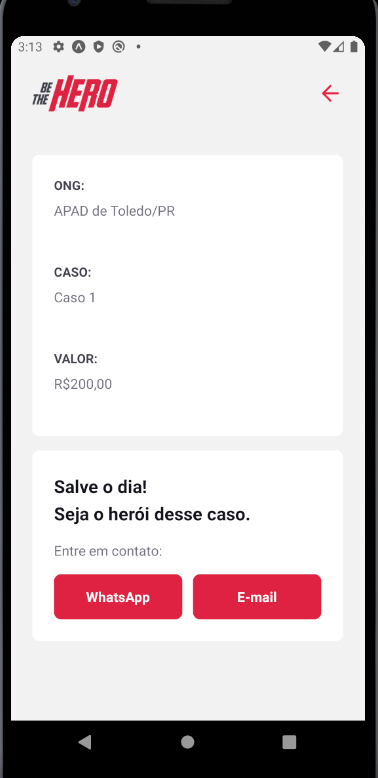 3:13
BE
THE HERO
ONG:
APAD de Toledo/PR
CASO:
Caso 1
VALOR:
R$200,00
Salve o dia!
Seja o herói desse caso.
Entre em contato:
WhatsApp E-mail